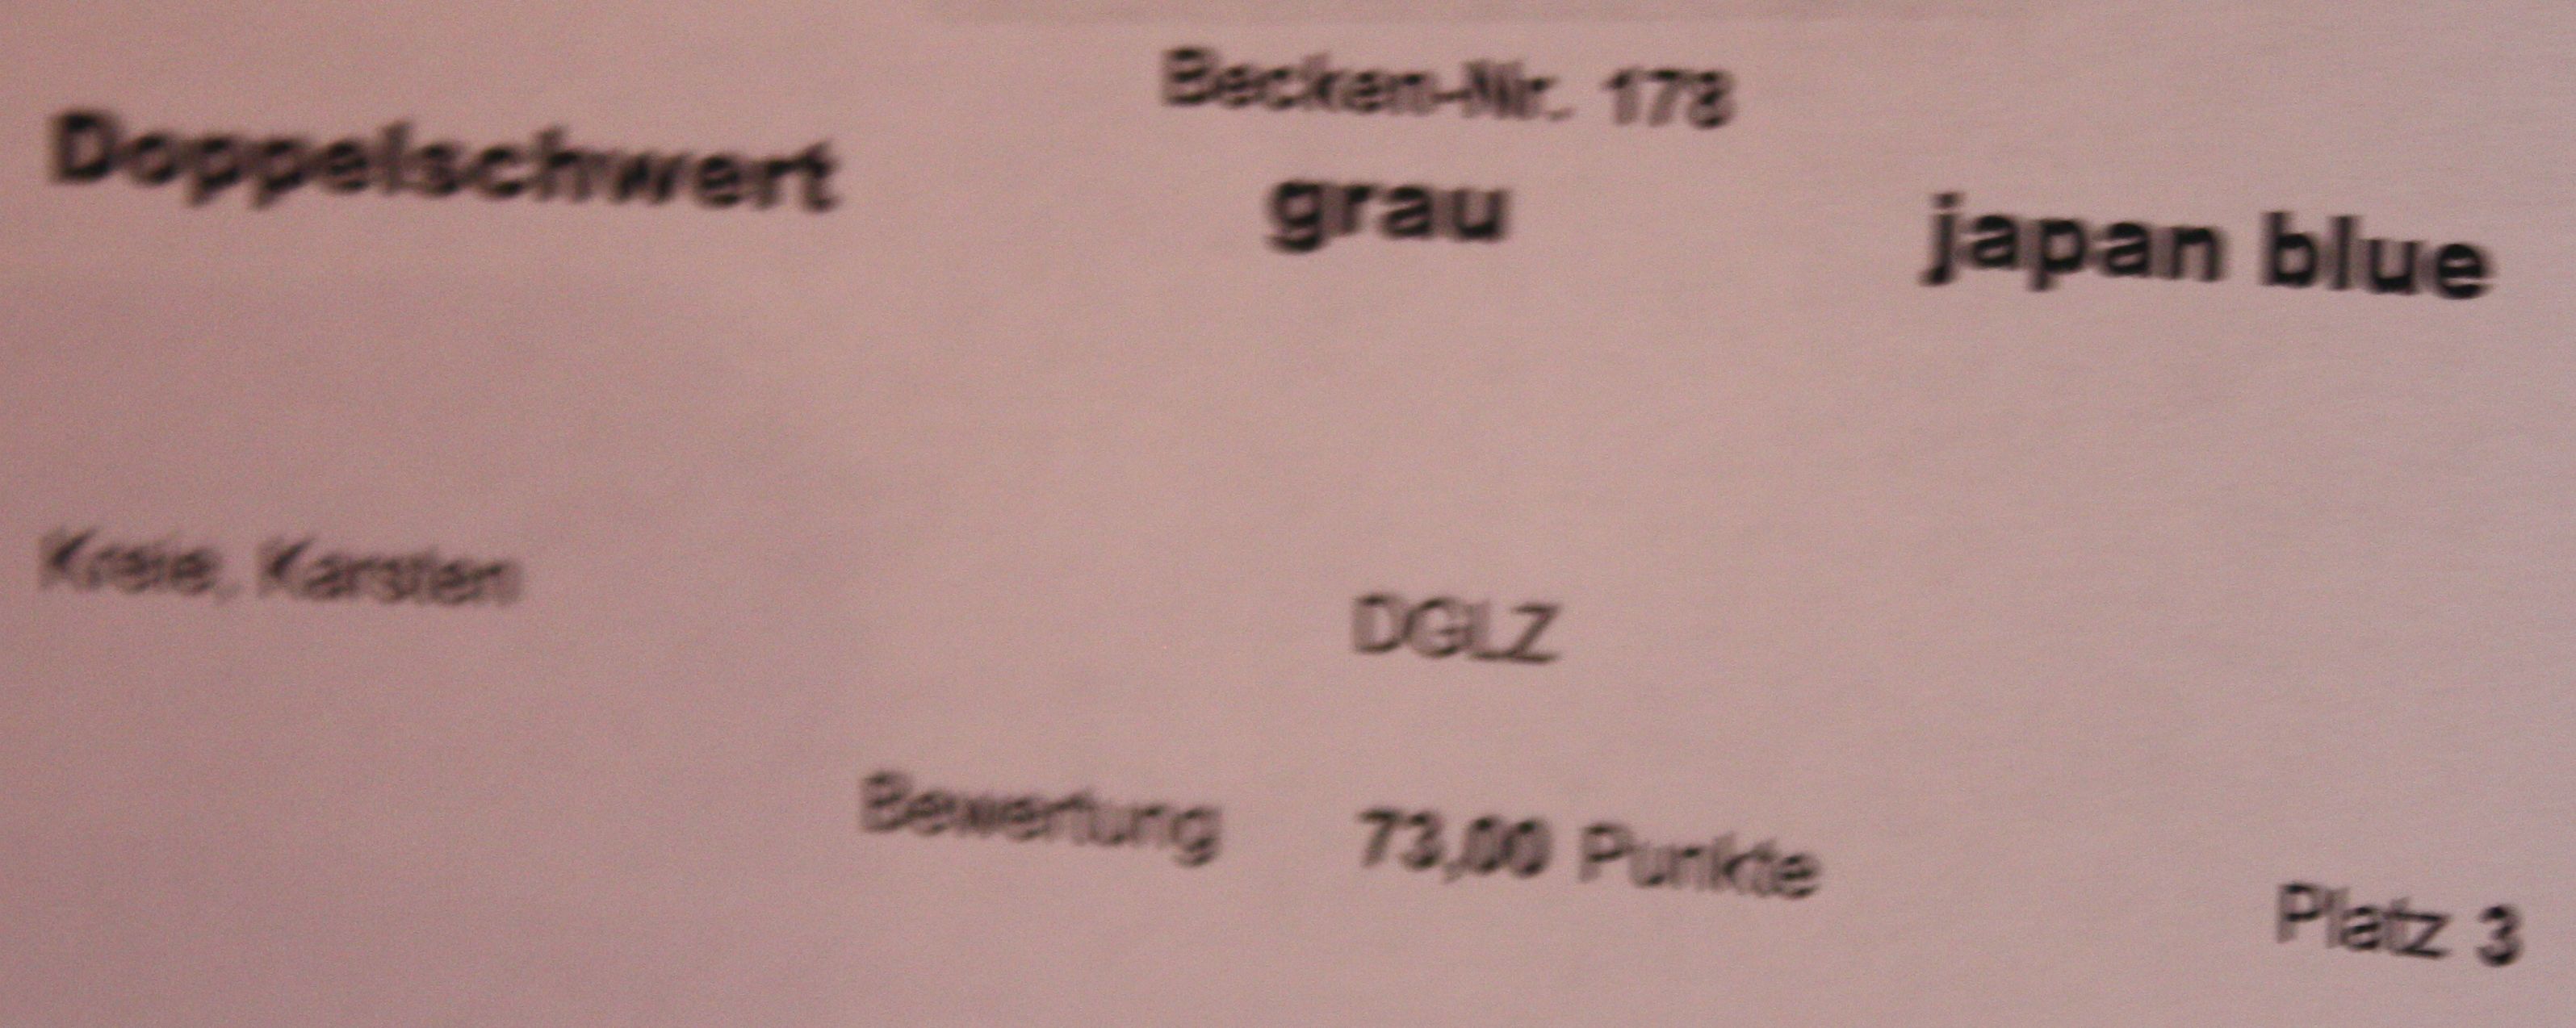 Becken-Nr. 178
Doppelschwert grau japan blue
Kreie, Karsten DGLZ
Bewertung 73,00 Punkte Platz 3